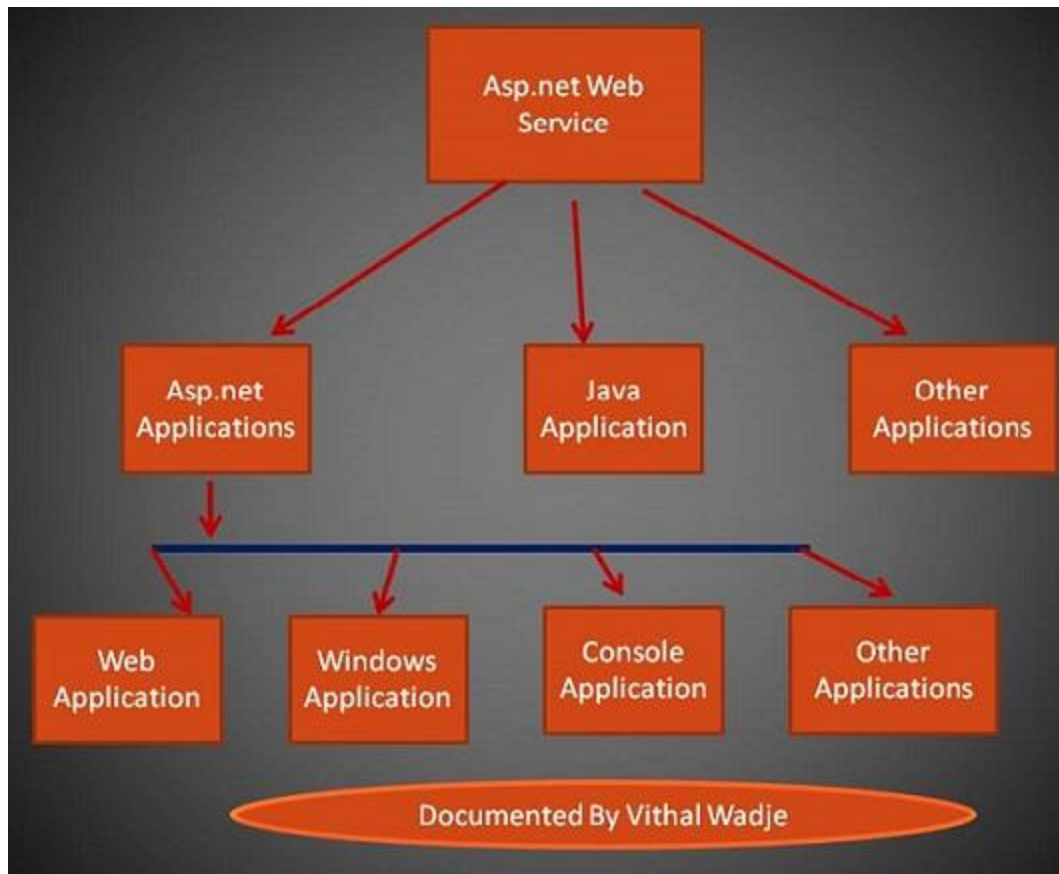 Asp.net Web
Service
Asp.net
Applications
Java
Application
Other
Applications
Web
Application
Windows
Application
Console
Application
Other
Applications
Documented By Vithal Wadje